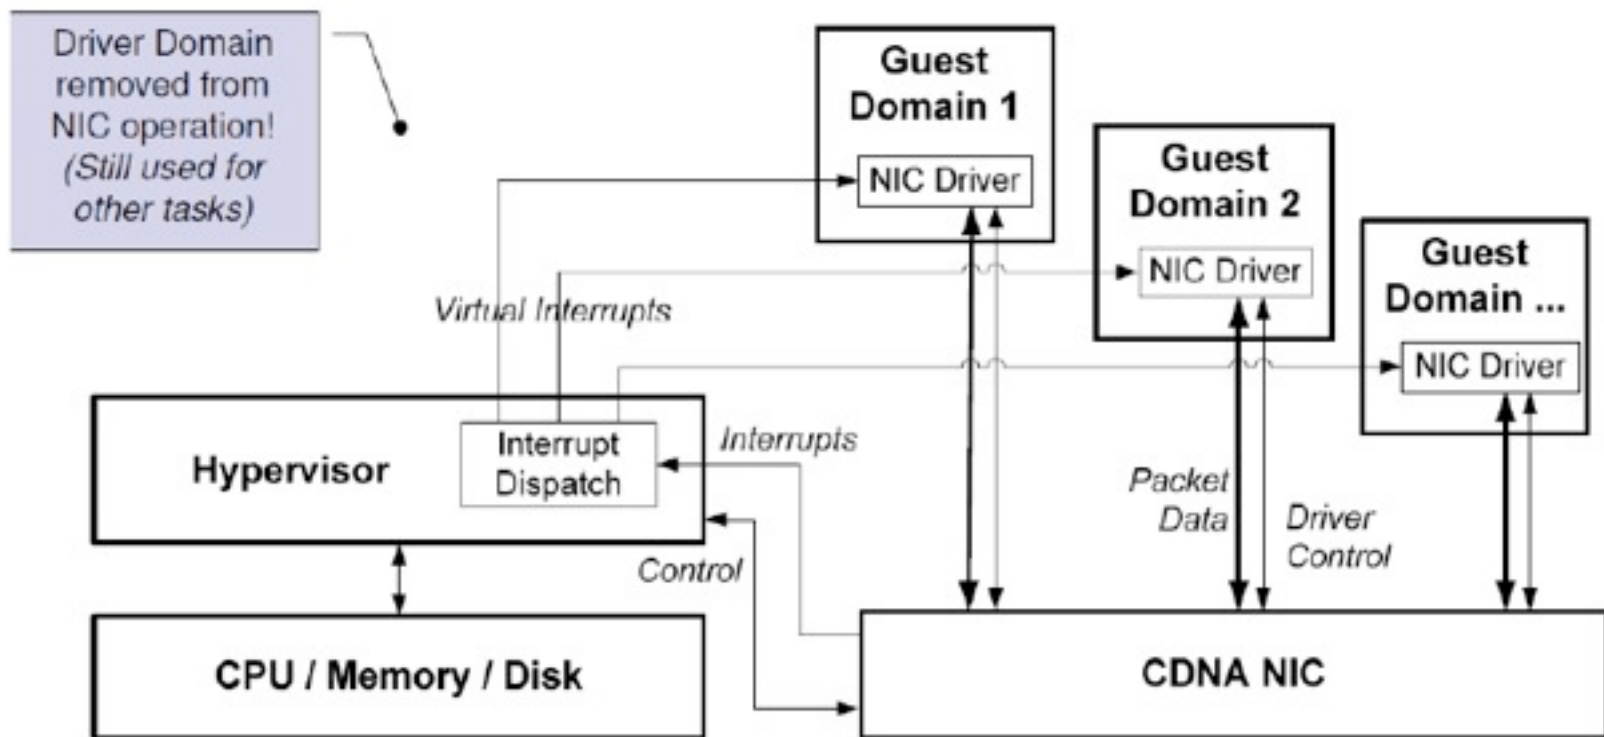 Driver Domain
removed from
NIC operation!
(Still used for
other tasks)
Guest
Domain 1
NIC Driver
Guest
Domain 2
NIC Driver
Guest
Domain ...
NIC Driver
Virtual Interrupts
Hypervisor
Interrupt
Dispatch
Interrupts
Control
Packet
Data
Driver
Control
CPU / Memory / Disk
CDNA NIC